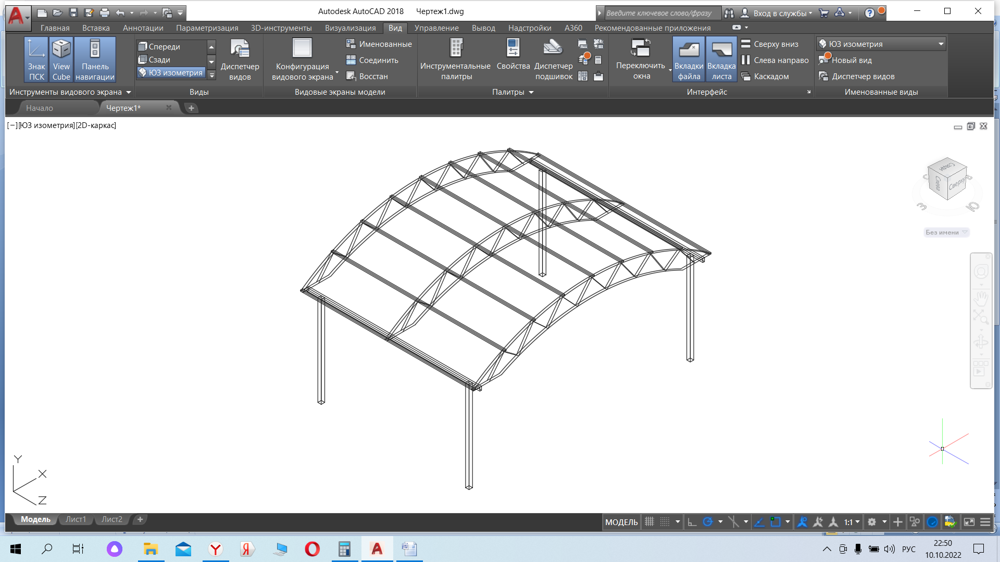 Autodesk AutoCAD 2018 Чертеж1.dwg
Введите ключевое слово/фразу
Вход в службы
Главная Вставка Аннотации Параметризация 3D-инструменты Визуализация Вид Управление Вывод Надстройки A360 Рекомендованные приложения
Знак ПСК
View Cube
Панель навигации
Инструменты видового экрана
Спереди
Сзади
ЮЗ изометрия
Диспетчер видов
Виды
Конфигурация видового экрана
Именованные
Соединить
Восстан
Видовые экраны модели
Инструментальные палитры
Свойства
Диспетчер подшивок
Палитры
Переключить окна
Вкладки файла
Вкладка листа
Сверху вниз
Слева направо
Каскадом
Интерфейс
ЮЗ изометрия
Новый вид
Диспетчер видов
Именованные виды
Начало Чертеж1*
[−][ЮЗ изометрия][2D-каркас]
Слева
Сверху
З
Ю
Без имени
Y
X
Z
Модель Лист1 Лист2
МОДЕЛЬ
1:1
РУС
22:50
10.10.2022